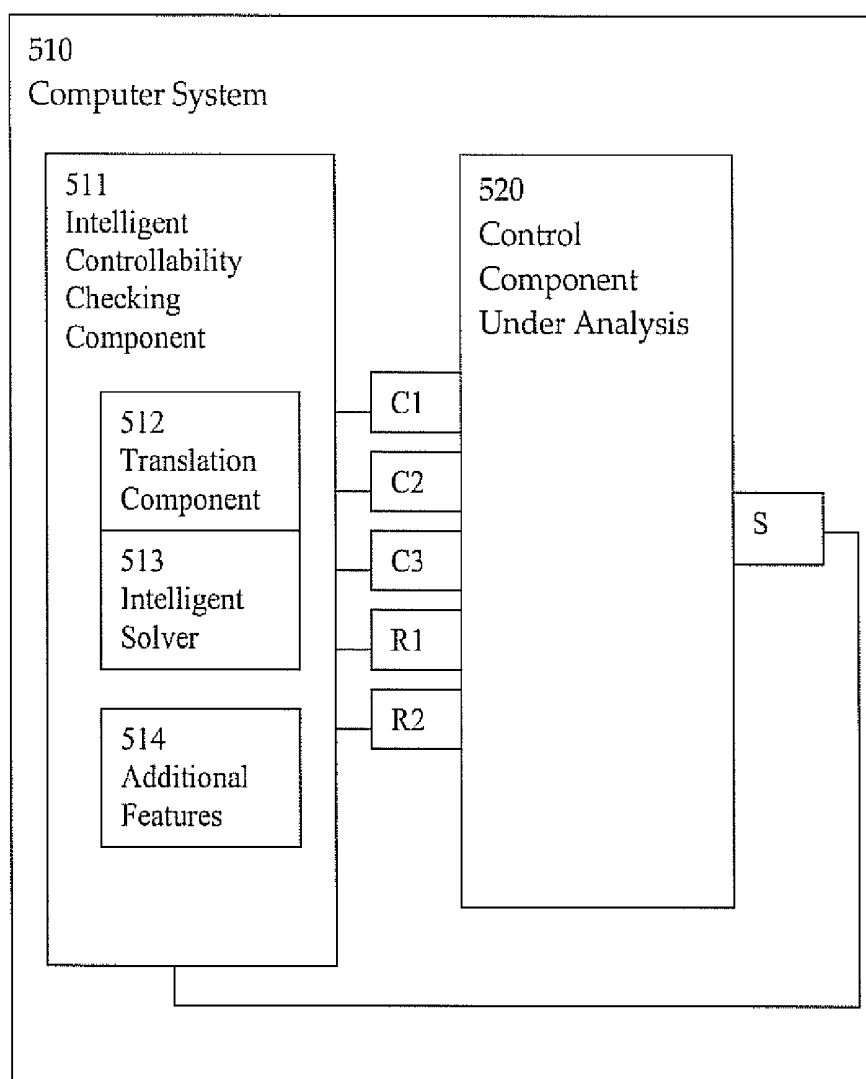 510
Computer System
511
Intelligent
Controllability
Checking
Component
512
Translation
Component
513
Intelligent
Solver
514
Additional
Features
C1
C2
C3
R1
R2
520
Control
Component
Under Analysis
S